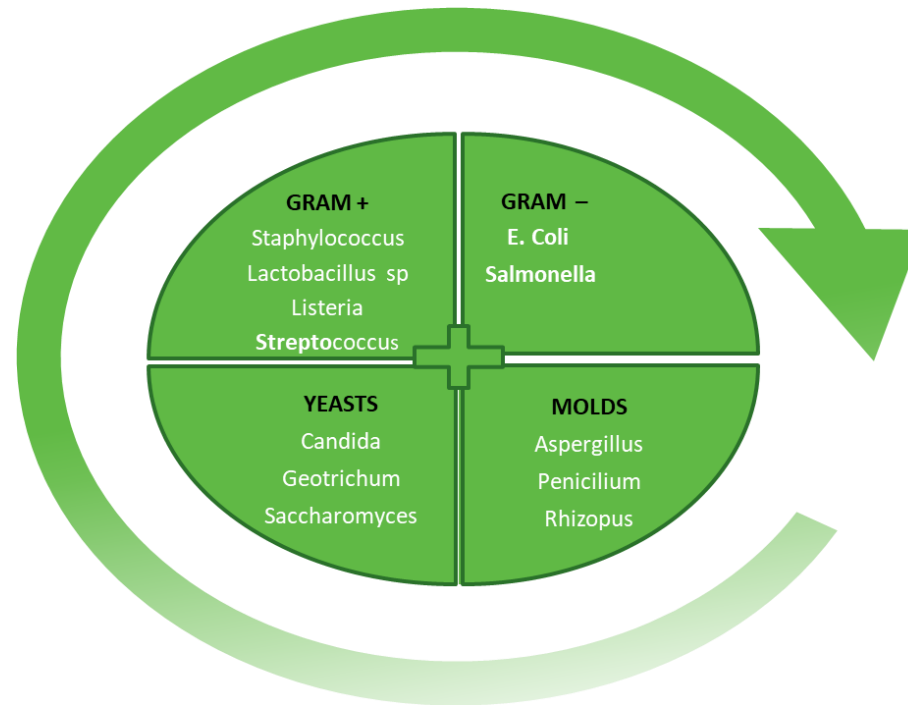 GRAM +
Staphylococcus
Lactobacillus sp
Listeria
Streptococcus
GRAM –
E. Coli
Salmonella
YEASTS
Candida
Geotrichum
Saccharomyces
MOLDS
Aspergillus
Penicilium
Rhizopus